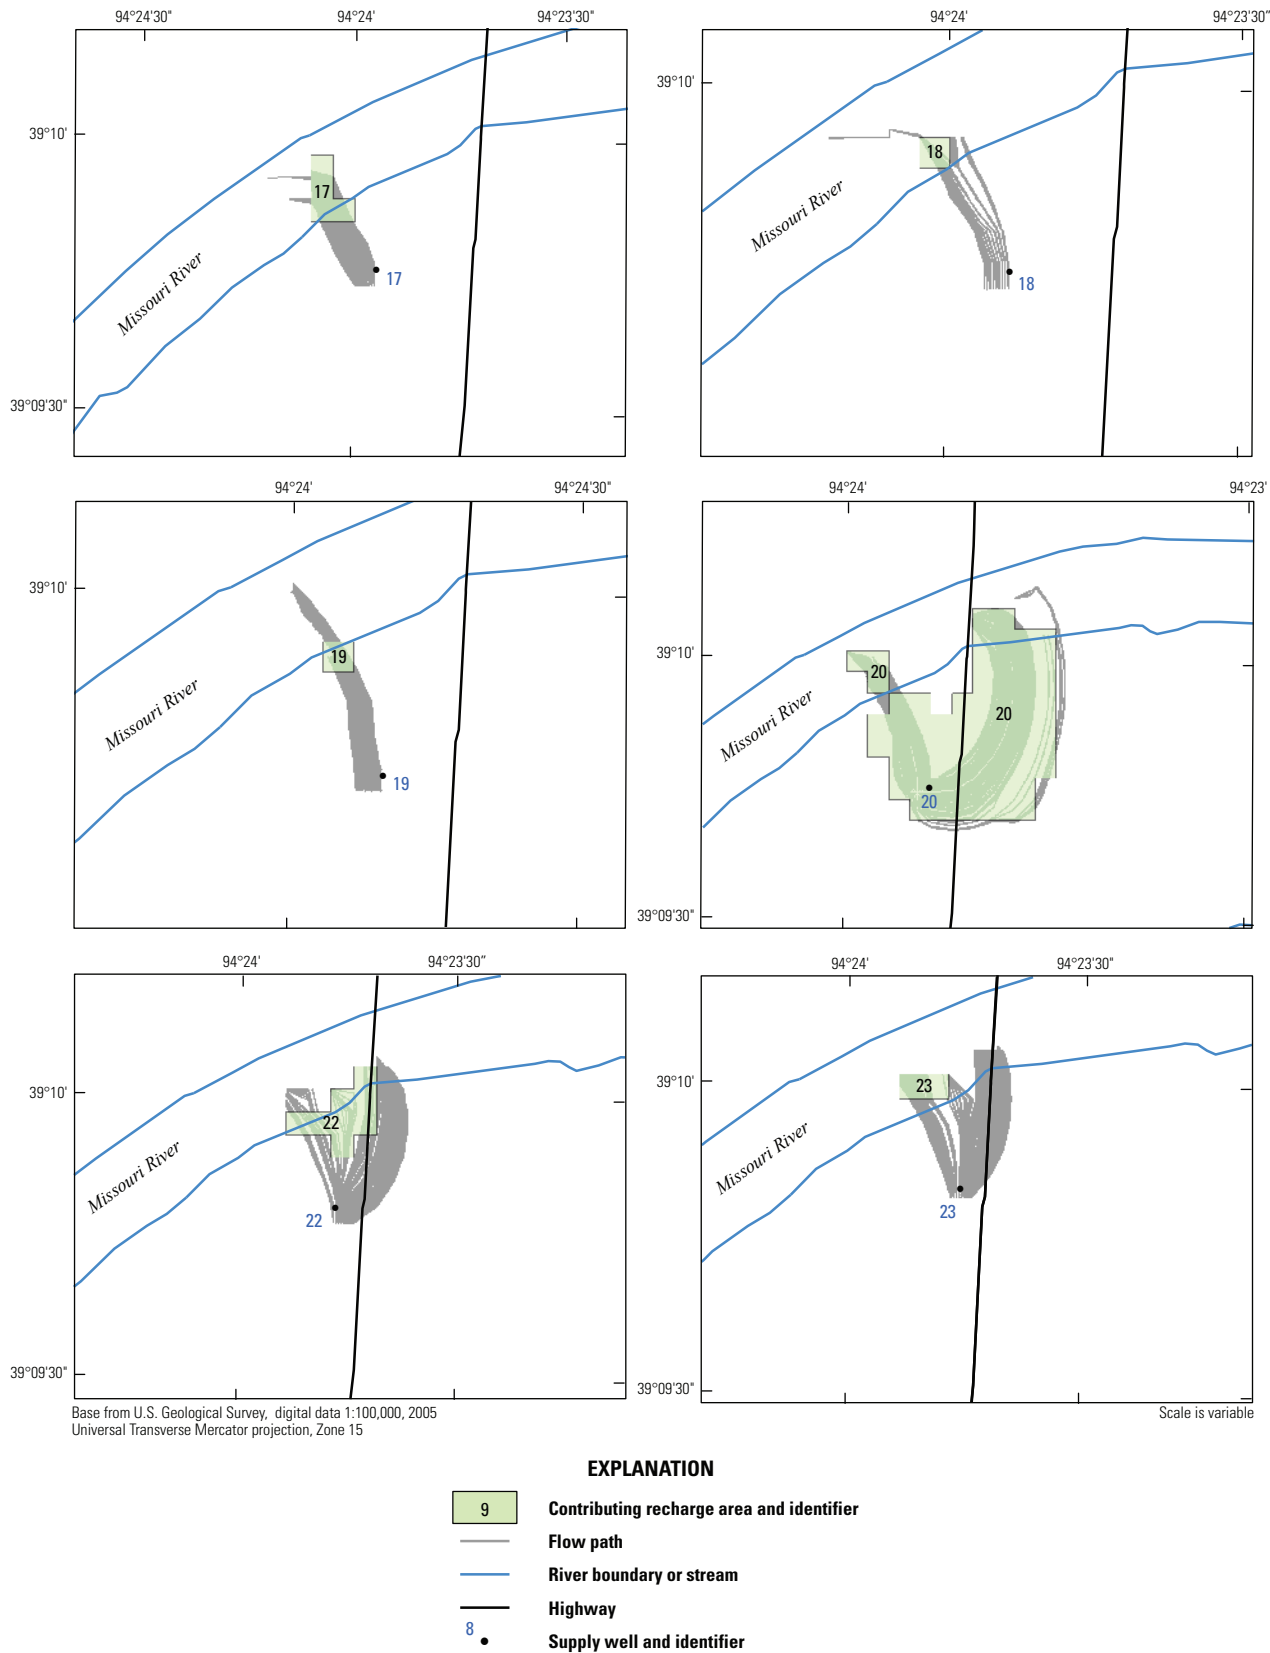 94°24'30" 94°24' 94°23'30"
39°10'
39°09'30"
Missouri River
17
17
94°24' 94°23'30"
39°10'
Missouri River
18
18
94°24' 94°24'30"
39°10'
Missouri River
19
19
94°24' 94°23'
39°10'
39°09'30"
Missouri River
20
20
20
94°24' 94°23'30"
39°10'
39°09'30"
Missouri River
22
22
94°24' 94°23'30"
39°10'
39°09'30"
Missouri River
23
23
Base from U.S. Geological Survey, digital data 1:100,000, 2005
Universal Transverse Mercator projection, Zone 15
Scale is variable
EXPLANATION
9 Contributing recharge area and identifier
Flow path
River boundary or stream
Highway
8 Supply well and identifier